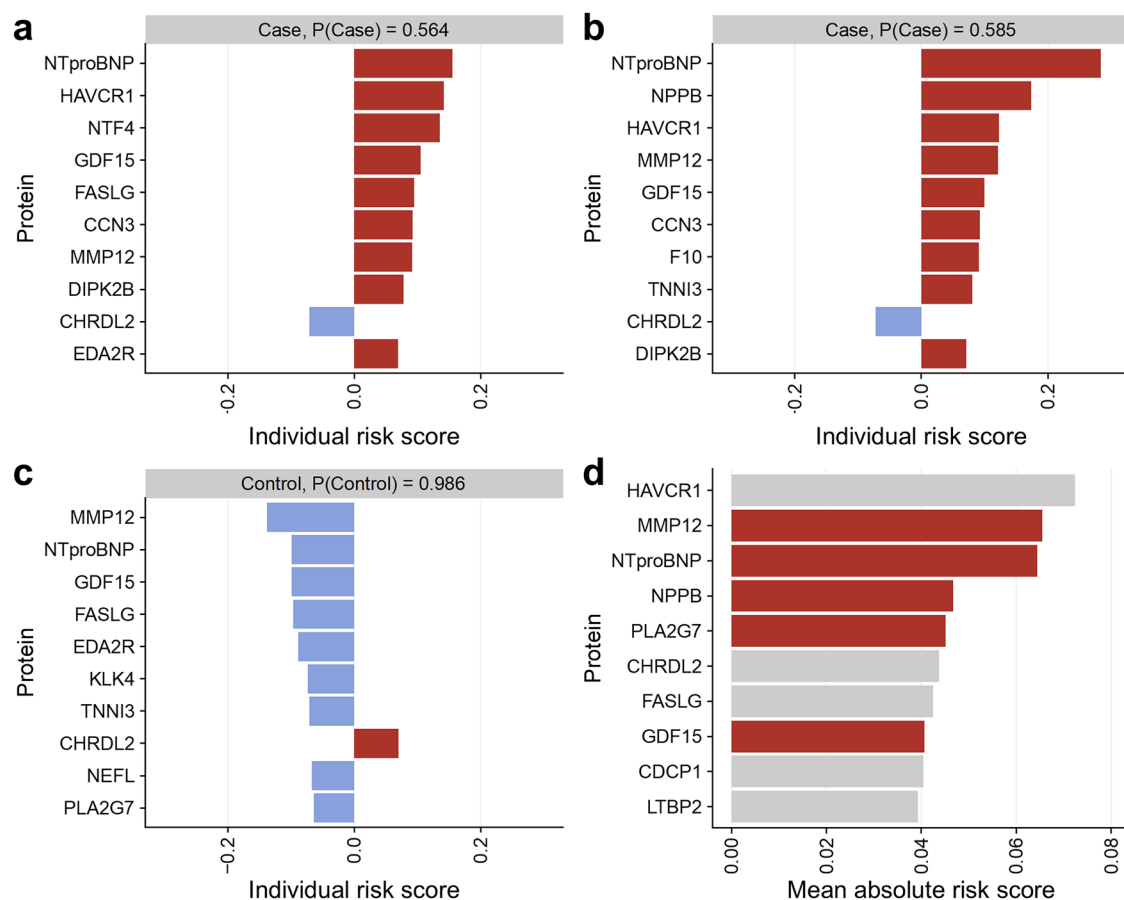 a
Case, P(Case) = 0.564
Protein
NTproBNP
HAVCR1
NTF4
GDF15
FASLG
CCN3
MMP12
DIPK2B
CHRDL2
EDA2R
-0.2
0.0
0.2
Individual risk score
b
Case, P(Case) = 0.585
Protein
NTproBNP
NPPB
HAVCR1
MMP12
GDF15
CCN3
F10
TNNI3
CHRDL2
DIPK2B
-0.2
0.0
0.2
Individual risk score
c
Control, P(Control) = 0.986
Protein
MMP12
NTproBNP
GDF15
FASLG
EDA2R
KLK4
TNNI3
CHRDL2
NEFL
PLA2G7
-0.2
0.0
0.2
Individual risk score
d
Protein
HAVCR1
MMP12
NTproBNP
NPPB
PLA2G7
CHRDL2
FASLG
GDF15
CDCP1
LTBP2
0.00
0.02
0.04
0.06
0.08
Mean absolute risk score